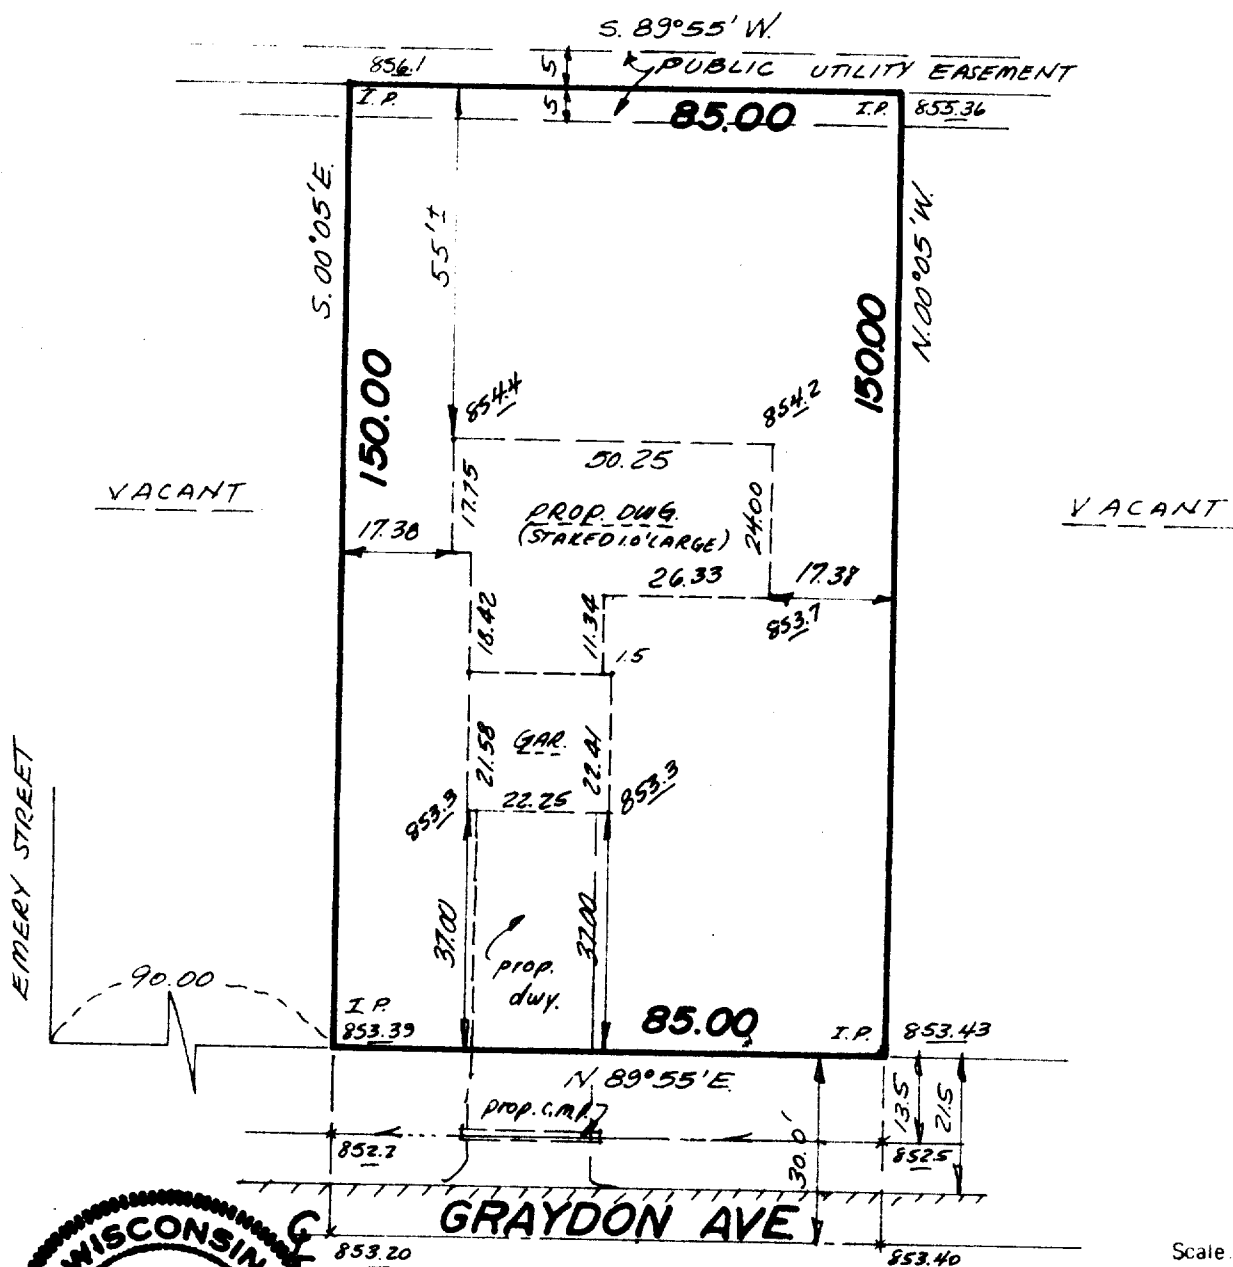 S. 89°55' W.
856.1
5
PUBLIC UTILITY EASEMENT
I.P.
5
85.00
I.P.
855.36
S. 00°05' E.
55'±
N. 00°05' W.
150.00
150.00
854.4
854.2
50.25
VACANT
17.75
PROP. DWG.
(STAKED 1.0' LARGE)
24.00
VACANT
17.38
26.33
17.38
18.42
11.34
853.7
1.5
21.58
GAR.
22.41
853.3
22.25
853.3
EMERY STREET
37.00
37.00
prop.
dwy.
90.00
I.P.
853.39
85.00
I.P.
853.43
N 89°55' E.
13.5
21.5
prop. c.m.p.
30.0'
852.2
852.5
GRAYDON AVE
WISCONSIN
853.20
853.40
Scale